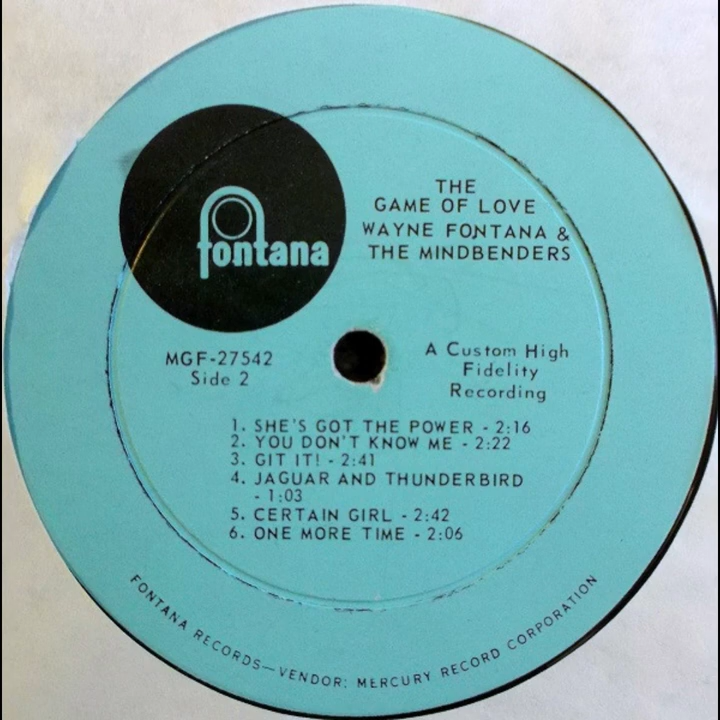 fontana
THE
GAME OF LOVE
WAYNE FONTANA &
THE MINDBENDERS
MGF-27542
Side 2
A Custom High
Fidelity
Recording
1. SHE'S GOT THE POWER - 2:16
2. YOU DON'T KNOW ME - 2:22
3. GIT IT! - 2:41
4. JAGUAR AND THUNDERBIRD
- 1:03
5. CERTAIN GIRL - 2:42
6. ONE MORE TIME - 2:06
FONTANA RECORDS—VENDOR: MERCURY RECORD CORPORATION